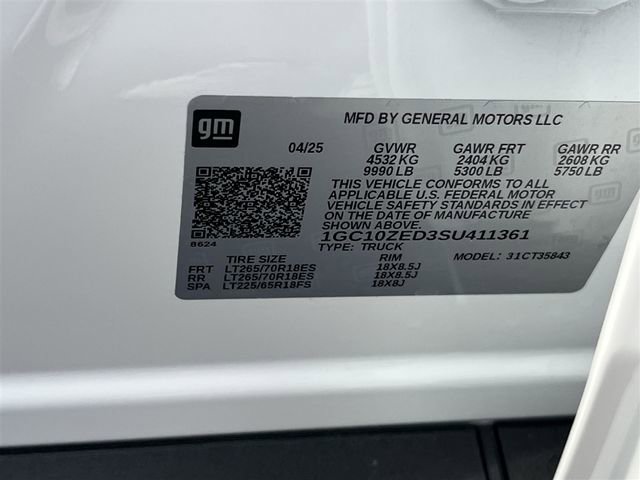 gm
MFD BY GENERAL MOTORS LLC
04/25 GVWR GAWR FRT GAWR RR
4532 KG 2404 KG 2608 KG
9990 LB 5300 LB 5750 LB
THIS VEHICLE CONFORMS TO ALL
APPLICABLE U.S. FEDERAL MOTOR
VEHICLE SAFETY STANDARDS IN EFFECT
ON THE DATE OF MANUFACTURE
SHOWN ABOVE.
1GC10ZED3SU411361
8624 TYPE: TRUCK MODEL: 31CT35843
TIRE SIZE RIM
FRT LT265/70R18ES 18X8.5J
RR LT265/70R18ES 18X8.5J
SPA LT225/65R18FS 18X8J